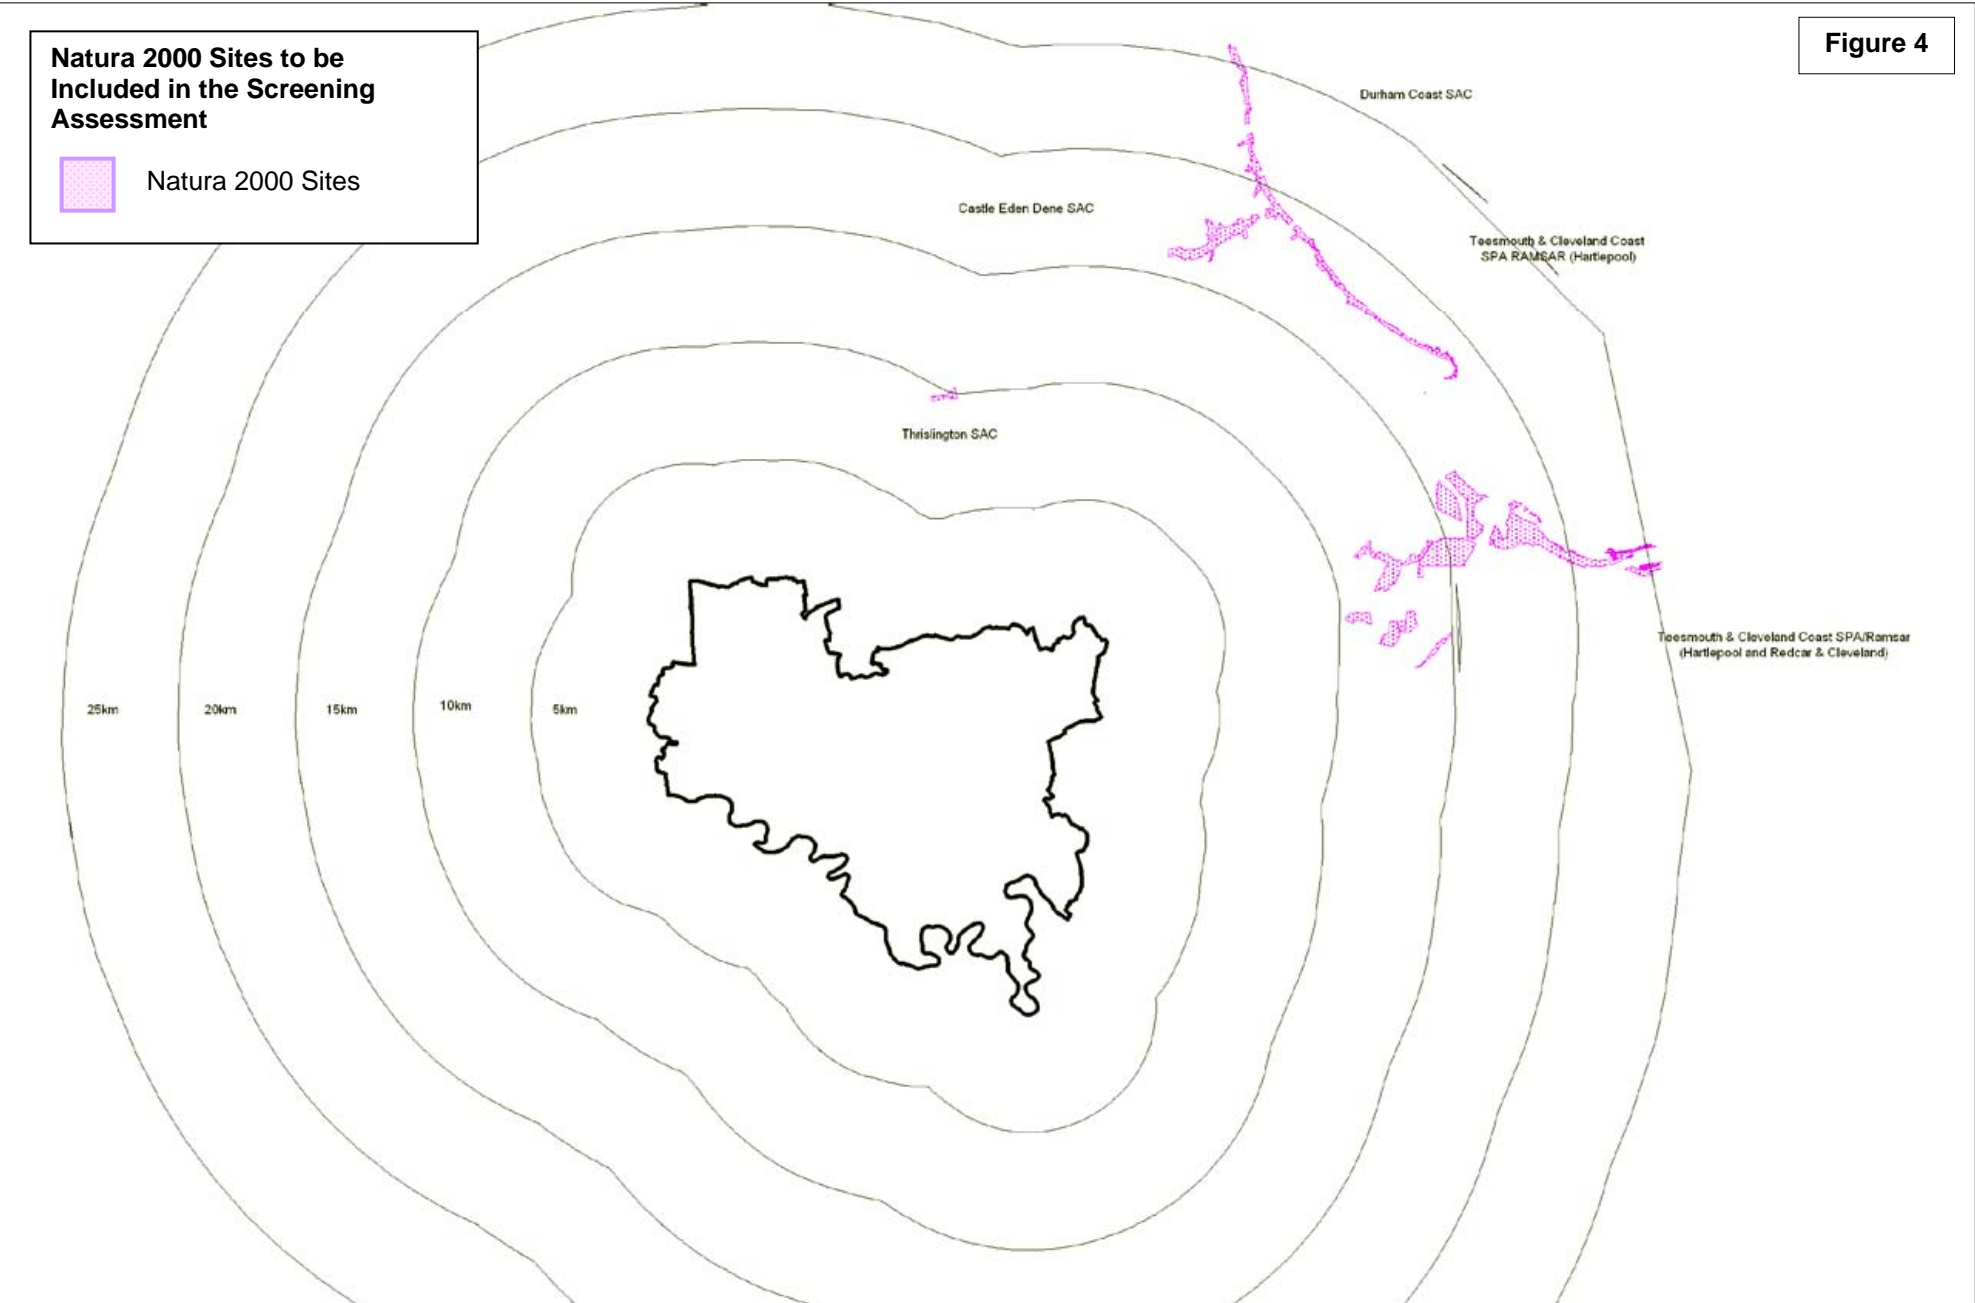 Natura 2000 Sites to be
Included in the Screening
Assessment
Natura 2000 Sites
Figure 4
Durham Coast SAC
Castle Eden Dene SAC
Teesmouth & Cleveland Coast
SPA RAMSAR (Hartlepool)
Thrislington SAC
Teesmouth & Cleveland Coast SPA/Ramsar
(Hartlepool and Redcar & Cleveland)
25km
20km
15km
10km
5km